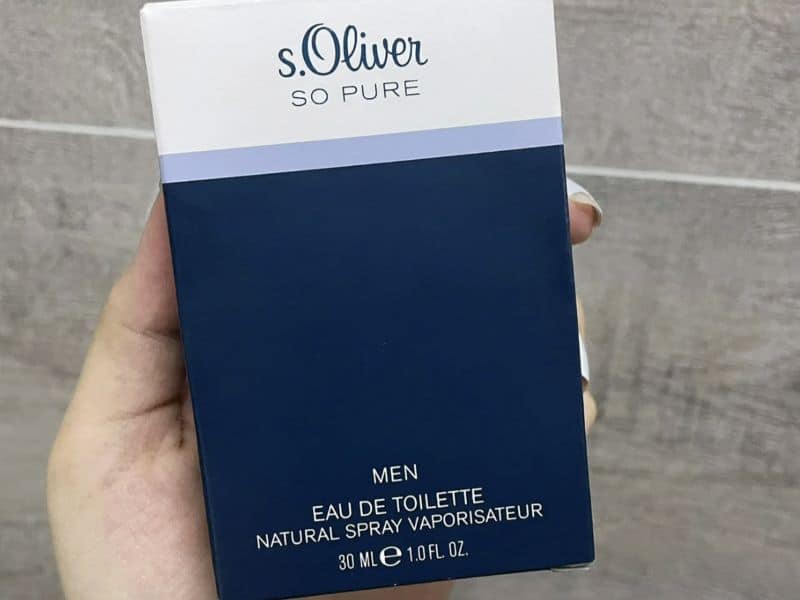 s.Oliver
SO PURE
MEN
EAU DE TOILETTE
NATURAL SPRAY VAPORISATEUR
30 ML ℮ 1.0 FL. OZ.